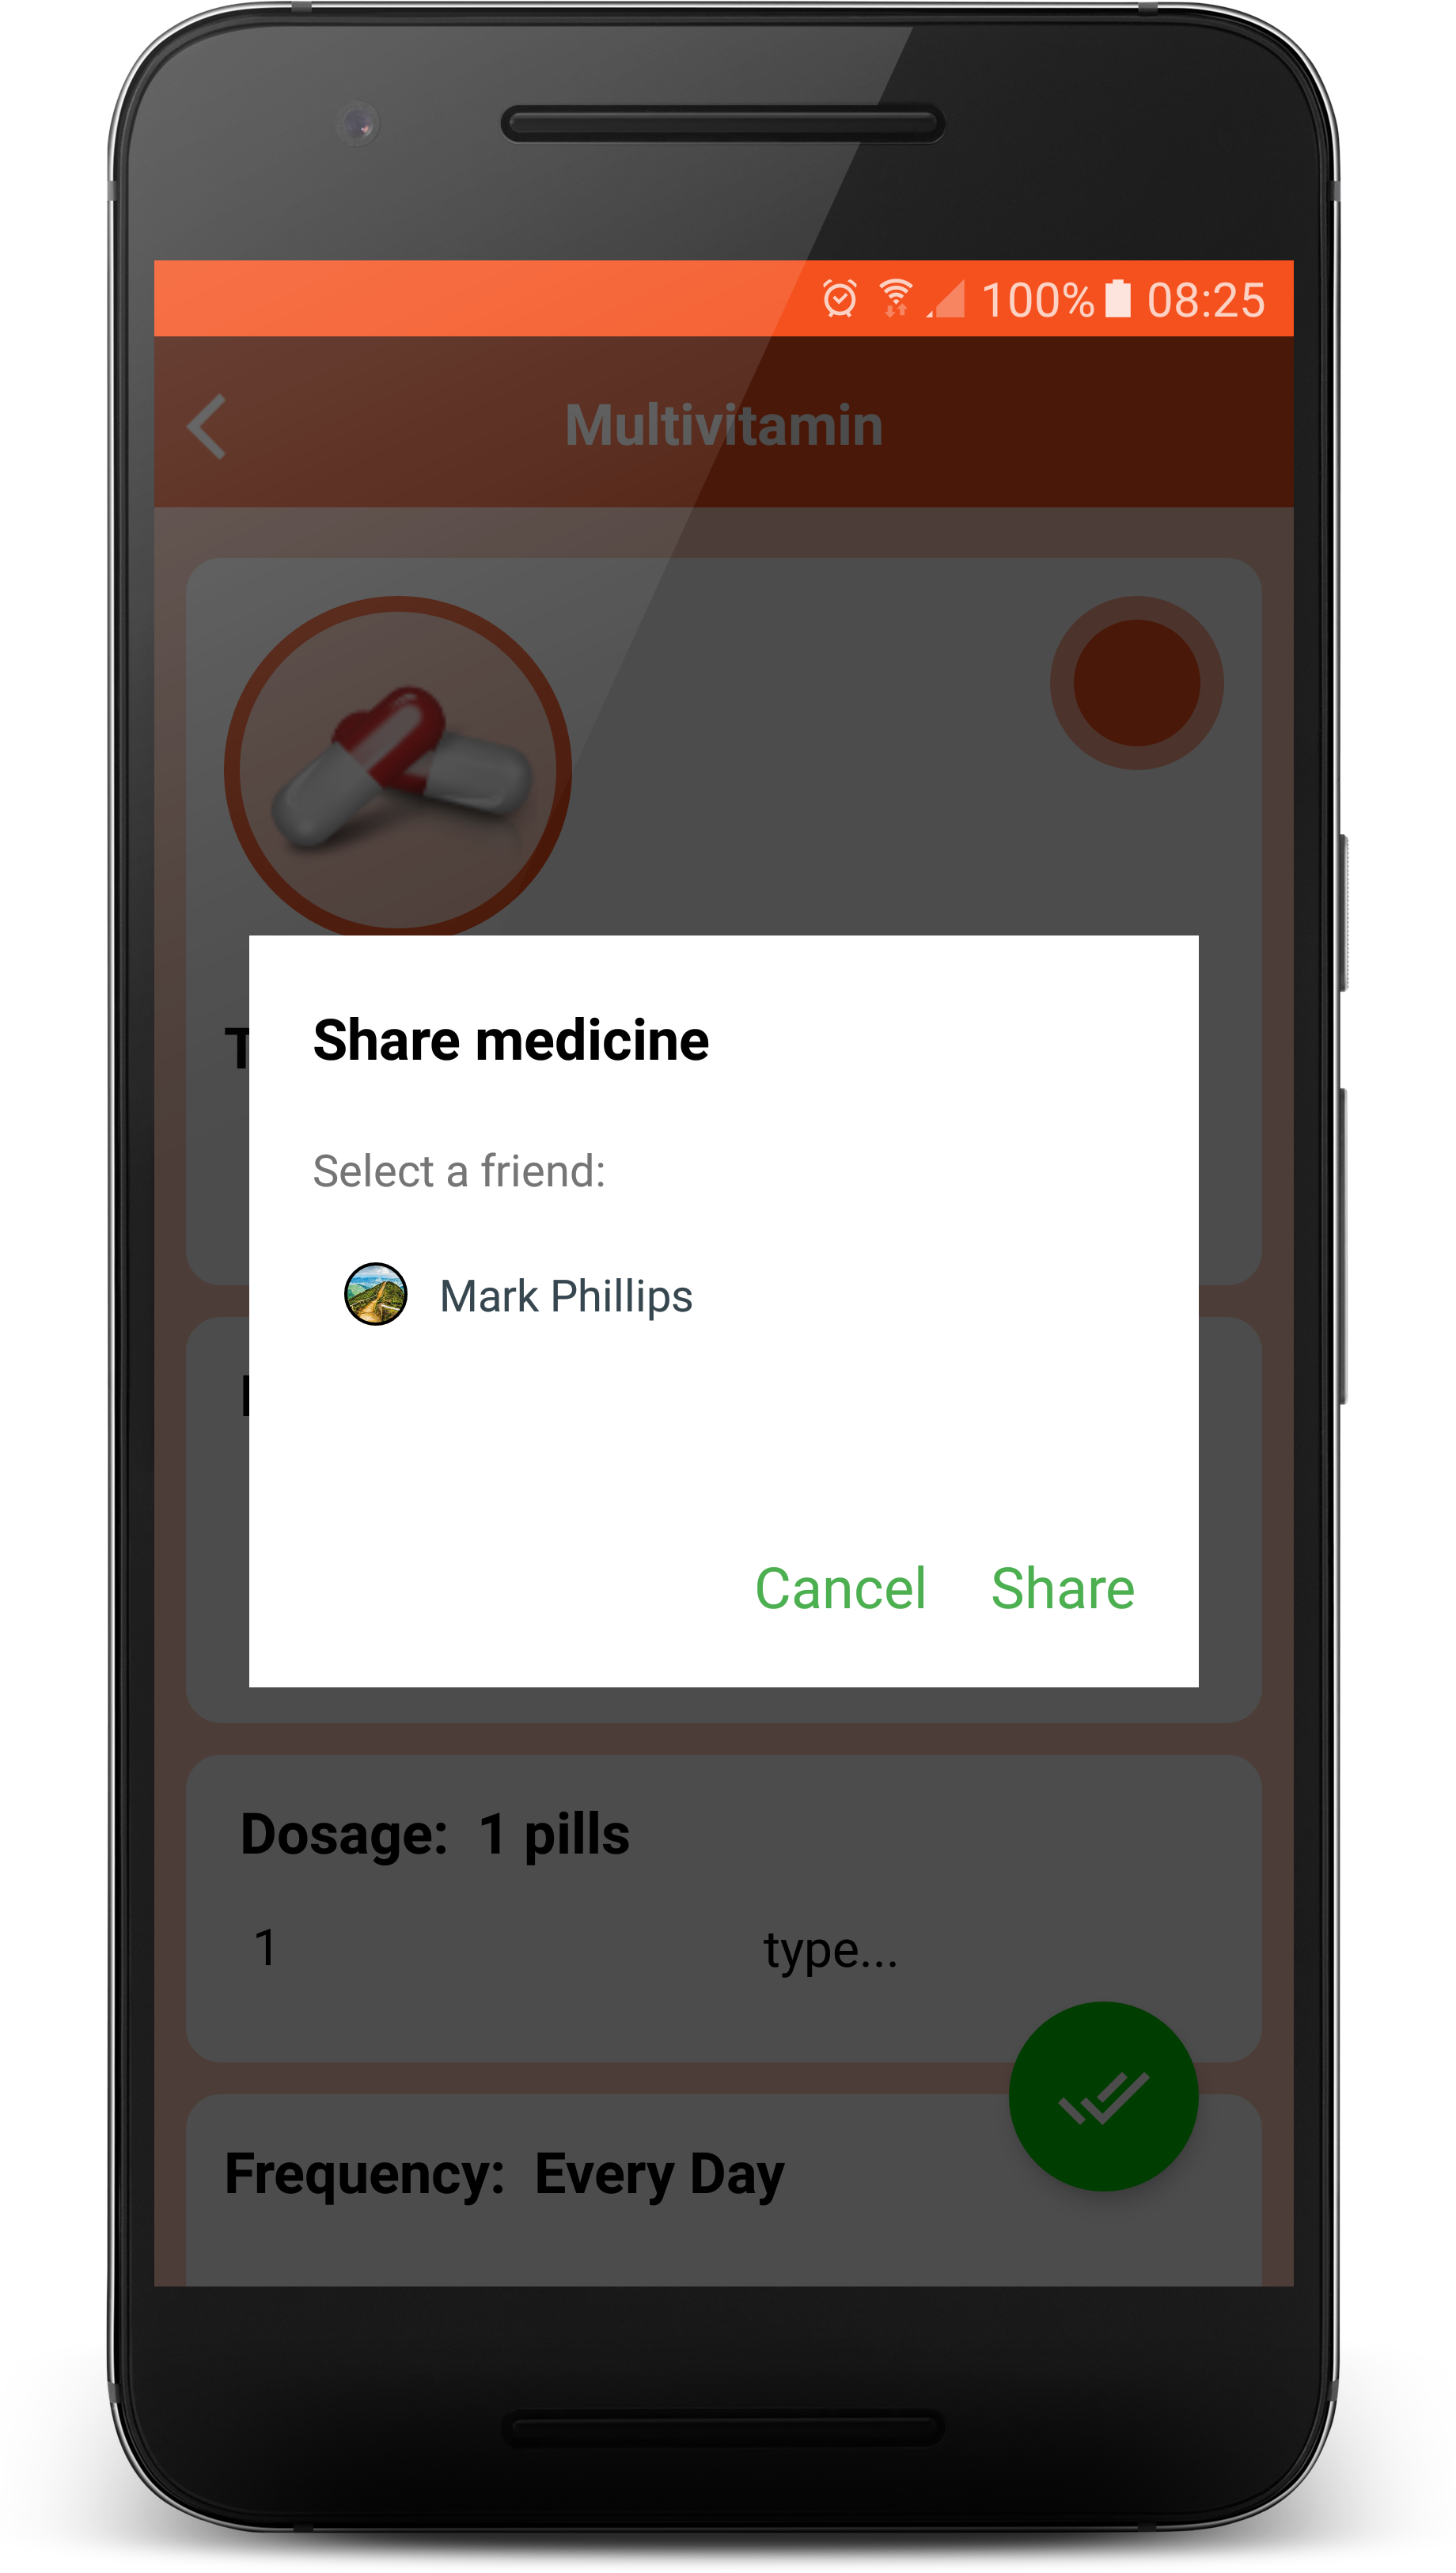 100% 08:25
Multivitamin
Share medicine
Select a friend:
Mark Phillips
Cancel Share
Dosage: 1 pills
1 type...
Frequency: Every Day